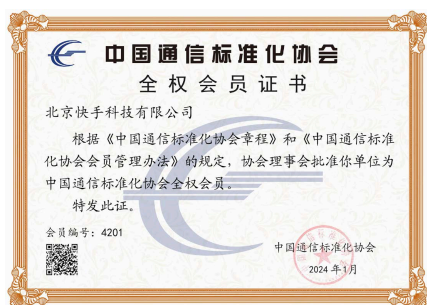 中国通信标准化协会
全权会员证书
北京快手科技有限公司
根据《中国通信标准化协会章程》和《中国通信标准
化协会会员管理办法》的规定，协会理事会批准你单位为
中国通信标准化协会全权会员。
特发此证。
会员编号：4201
中国通信标准化协会
2024年1月